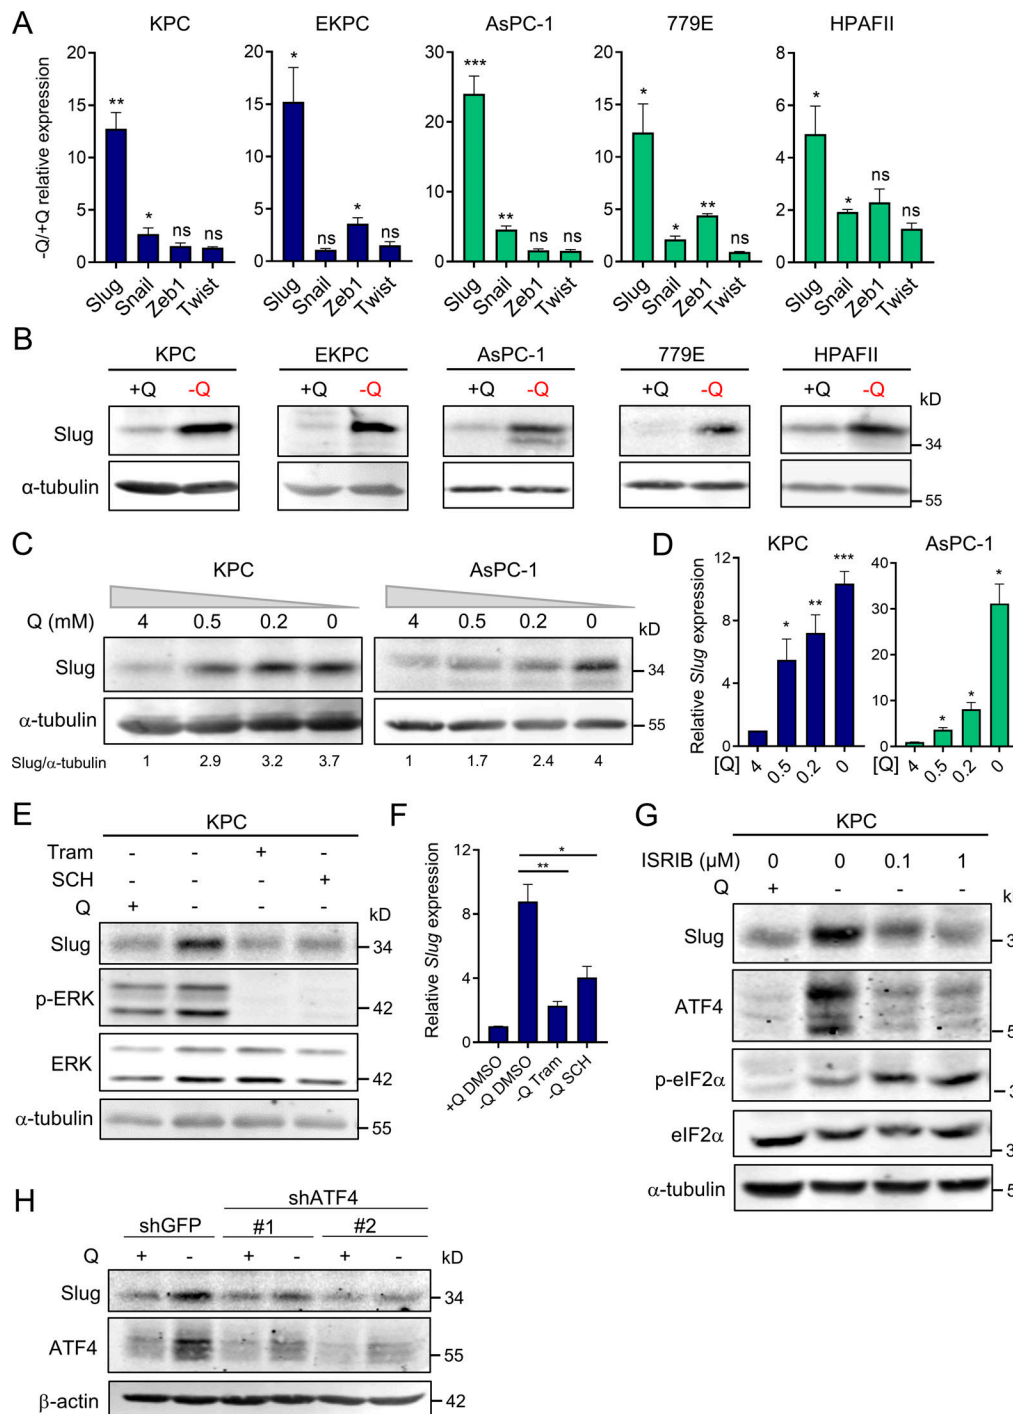 A
KPC
EKPC
AsPC-1
779E
HPAFII
-Q/+Q relative expression
20
15
10
5
0
**
*
ns
ns
Slug
Snail
Zeb1
Twist
20
15
10
5
0
*
ns
*
ns
Slug
Snail
Zeb1
Twist
30
20
10
0
***
**
ns
ns
Slug
Snail
Zeb1
Twist
20
15
10
5
0
*
*
**
ns
Slug
Snail
Zeb1
Twist
8
6
4
2
0
*
*
ns
ns
Slug
Snail
Zeb1
Twist
B
KPC EKPC AsPC-1 779E HPAFII
+Q -Q +Q -Q +Q -Q +Q -Q +Q -Q kD
Slug 34
α-tubulin 55
C
KPC AsPC-1
Q (mM) 4 0.5 0.2 0 4 0.5 0.2 0 kD
Slug 34
α-tubulin 55
Slug/α-tubulin 1 2.9 3.2 3.7 1 1.7 2.4 4
D
KPC AsPC-1
Relative Slug expression
12
8
4
0
*
**
***
[Q] 4 0.5 0.2 0
40
30
20
10
0
*
*
*
[Q] 4 0.5 0.2 0
E
KPC
Tram - - + -
SCH - - - +
Q + - - - kD
Slug 34
p-ERK 42
ERK 42
α-tubulin 55
F
Relative Slug expression
12
8
4
0
*
**
+Q DMSO
-Q DMSO
-Q Tram
-Q SCH
G
KPC
ISRIB (μM) 0 0 0.1 1
Q + - - - k
Slug 3
ATF4 5
p-eIF2α 3
eIF2α 3
α-tubulin 5
H
shATF4
shGFP #1 #2
Q + - + - + - kD
Slug 34
ATF4 55
β-actin 42